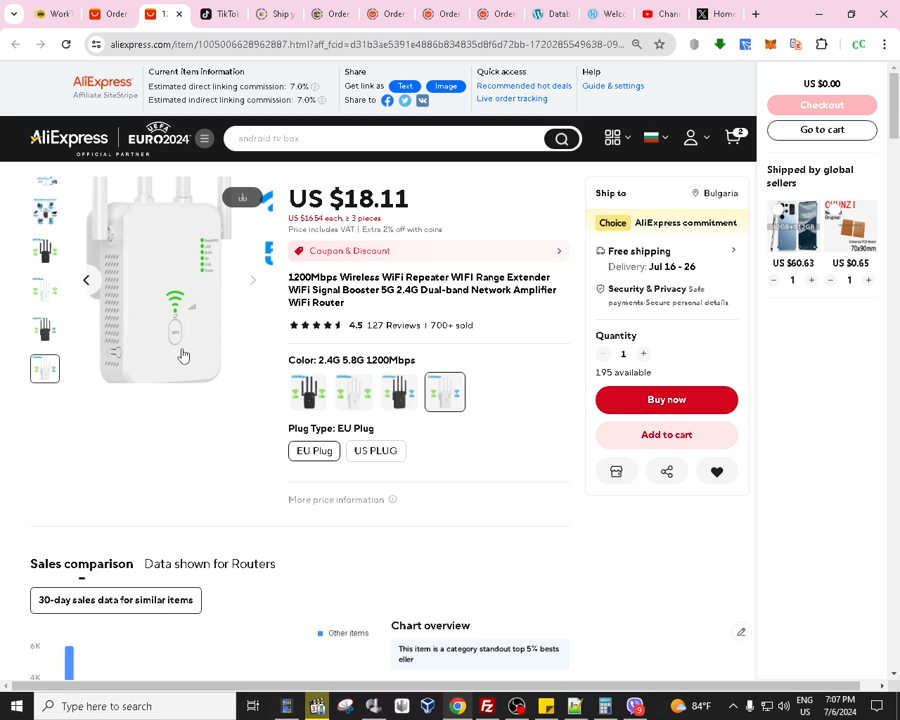 Work
Order
1:
TikTok
Ship y
Order
Order
Order
Order
Datab
Welco
Chan
Home
aliexpress.com/item/1005006628962887.html?aff_fcid=d31b3ae5391e4886b834835d8f6d72bb-1720285549638-09...
AliExpress
Affiliate SiteStripe
Current item information
Estimated direct linking commission: 7.0%
Estimated indirect linking commission: 7.0%
Share
Get link as Text Image
Share to
Quick access
Recommended hot deals
Live order tracking
Help
Guide & settings
AliExpress
OFFICIAL PARTNER
UEFA
EURO2024
android tv box
2
US $0.00
Checkout
Go to cart
Shipped by global
sellers
12GB+512GB
70x90mm
US $60.63
US $0.65
1
1
US $18.11
US $16.54 each, ≥ 3 pieces
Price includes VAT | Extra 2% off with coins
Coupon & Discount
1200Mbps Wireless WiFi Repeater WIFI Range Extender
WiFi Signal Booster 5G 2.4G Dual-band Network Amplifier
WiFi Router
4.5 127 Reviews | 700+ sold
Color: 2.4G 5.8G 1200Mbps
Plug Type: EU Plug
EU Plug
US PLUG
More price information
Ship to
Bulgaria
Choice AliExpress commitment
Free shipping
Delivery: Jul 16 - 26
Security & Privacy Safe
payments·Secure personal details
Quantity
1
195 available
Buy now
Add to cart
Sales comparison
Data shown for Routers
30-day sales data for similar items
Other items
6K
4K
Chart overview
This item is a category standout top 5% bests
eller
Type here to search
84°F
ENG
US
7:07 PM
7/6/2024